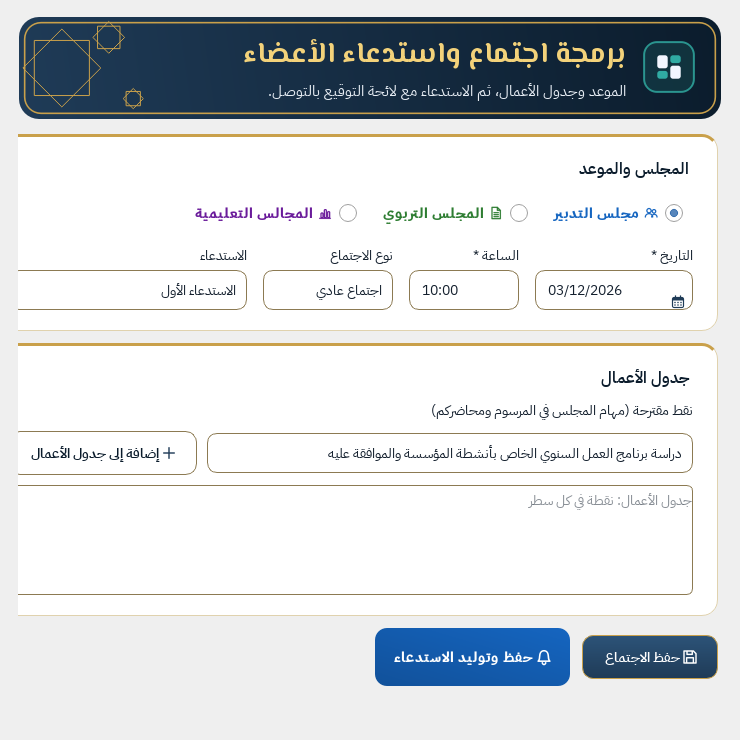 برمجة اجتماع واستدعاء الأعضاء
الموعد وجدول الأعمال، ثم الاستدعاء مع لائحة التوقيع بالتوصل.
المجلس والموعد
مجلس التدبير
المجلس التربوي
المجالس التعليمية
التاريخ *
الساعة *
نوع الاجتماع
الاستدعاء
03/12/2026
10:00
اجتماع عادي
الاستدعاء الأول
جدول الأعمال
نقط مقترحة (مهام المجلس في المرسوم ومحاضركم)
دراسة برنامج العمل السنوي الخاص بأنشطة المؤسسة والموافقة عليه
إضافة إلى جدول الأعمال
جدول الأعمال: نقطة في كل سطر
حفظ الاجتماع
حفظ وتوليد الاستدعاء